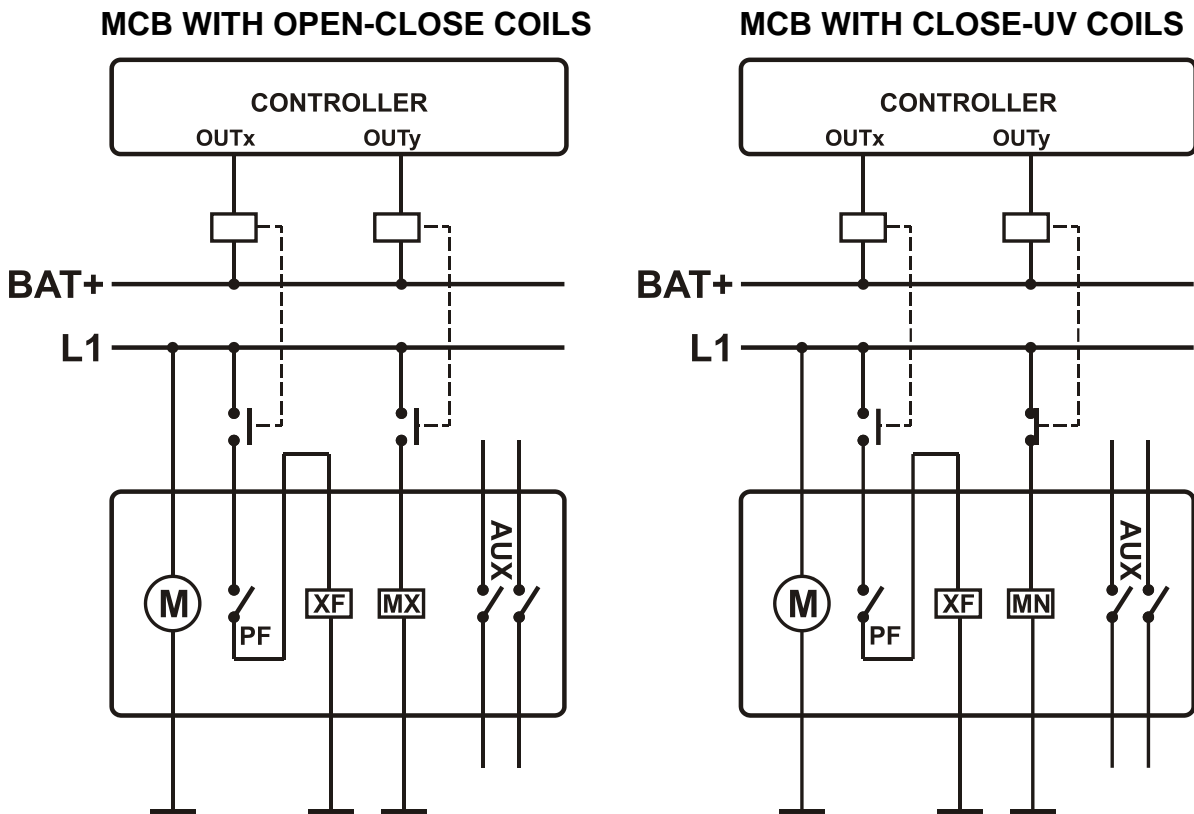 MCB WITH OPEN-CLOSE COILS
CONTROLLER
OUTx OUTy
BAT+
L1
AUX
M
XF
MX
PF
MCB WITH CLOSE-UV COILS
CONTROLLER
OUTx OUTy
BAT+
L1
AUX
M
XF
MN
PF